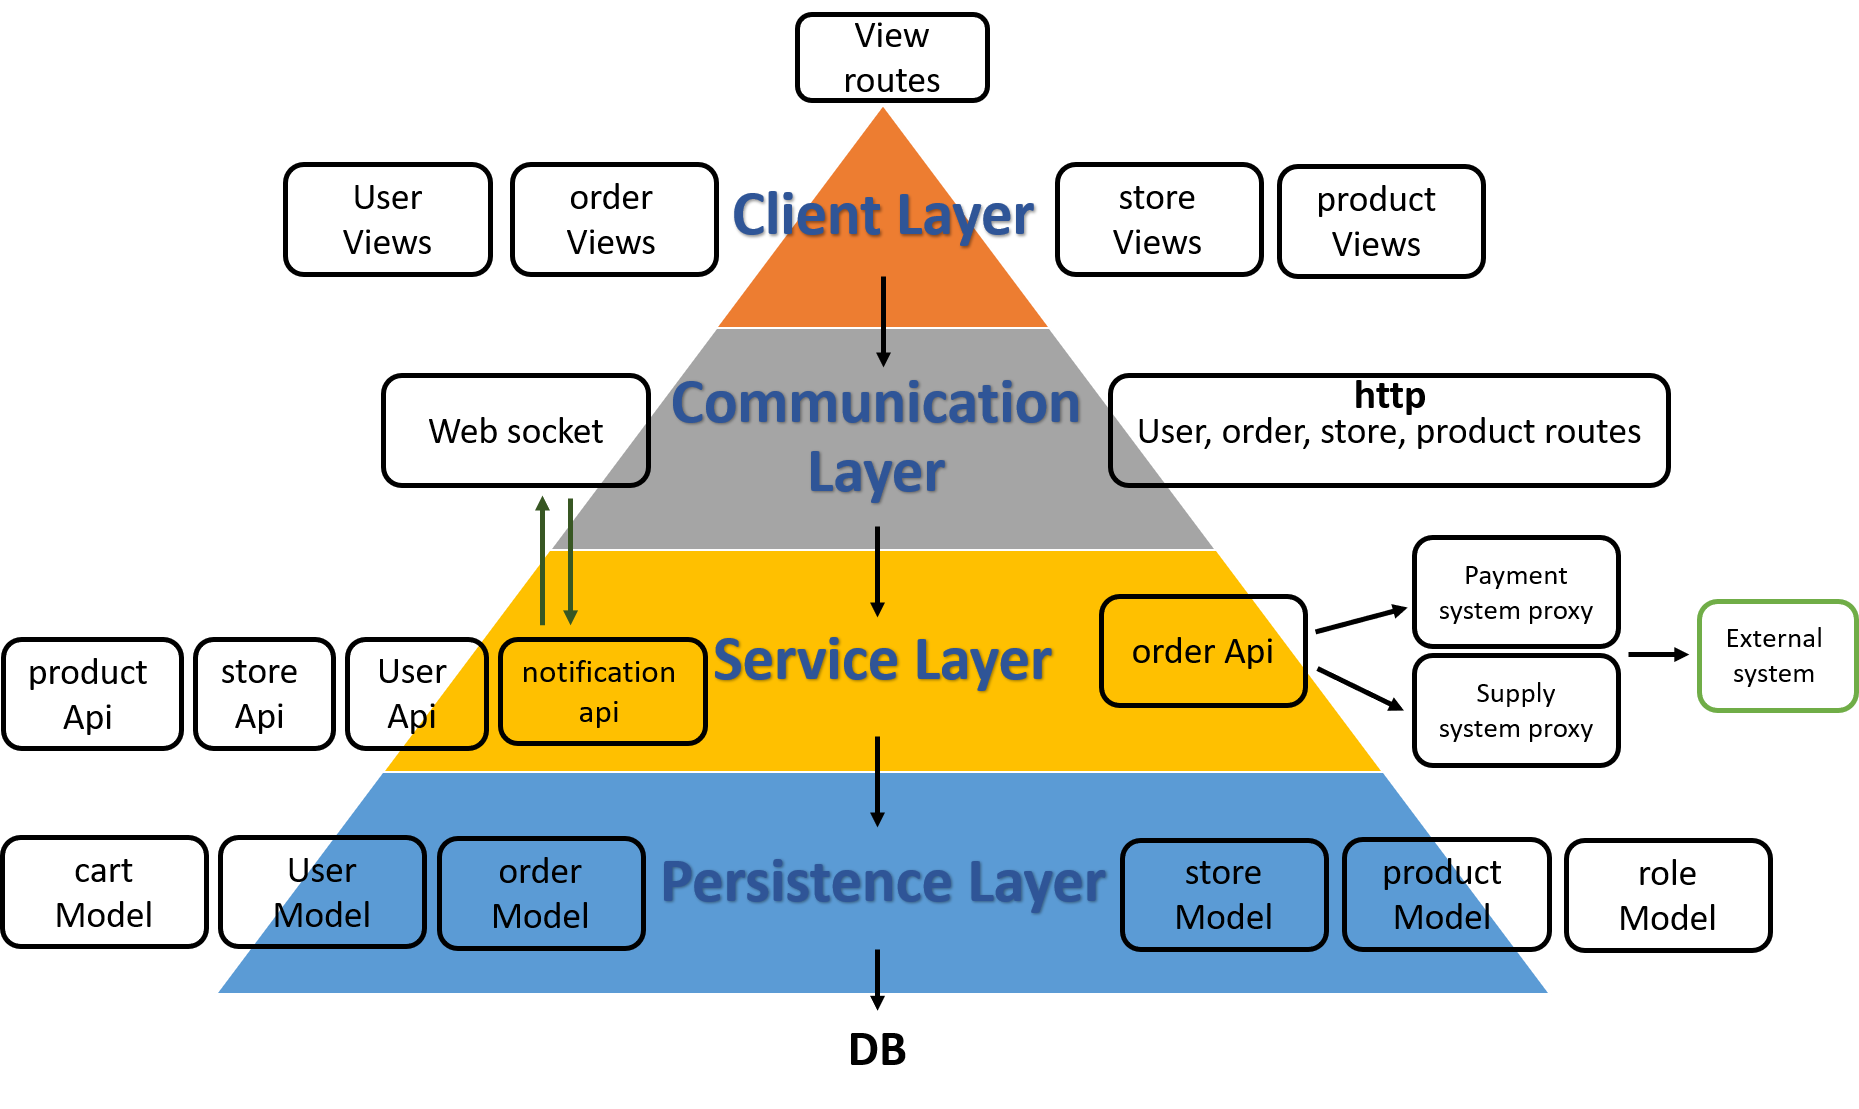 View
routes
User
Views
order
Views
Client Layer
store
Views
product
Views
Web socket
Communication
Layer
http
User, order, store, product routes
product
Api
store
Api
User
Api
notification
api
Service Layer
order Api
Payment
system proxy
Supply
system proxy
External
system
cart
Model
User
Model
order
Model
Persistence Layer
store
Model
product
Model
role
Model
DB